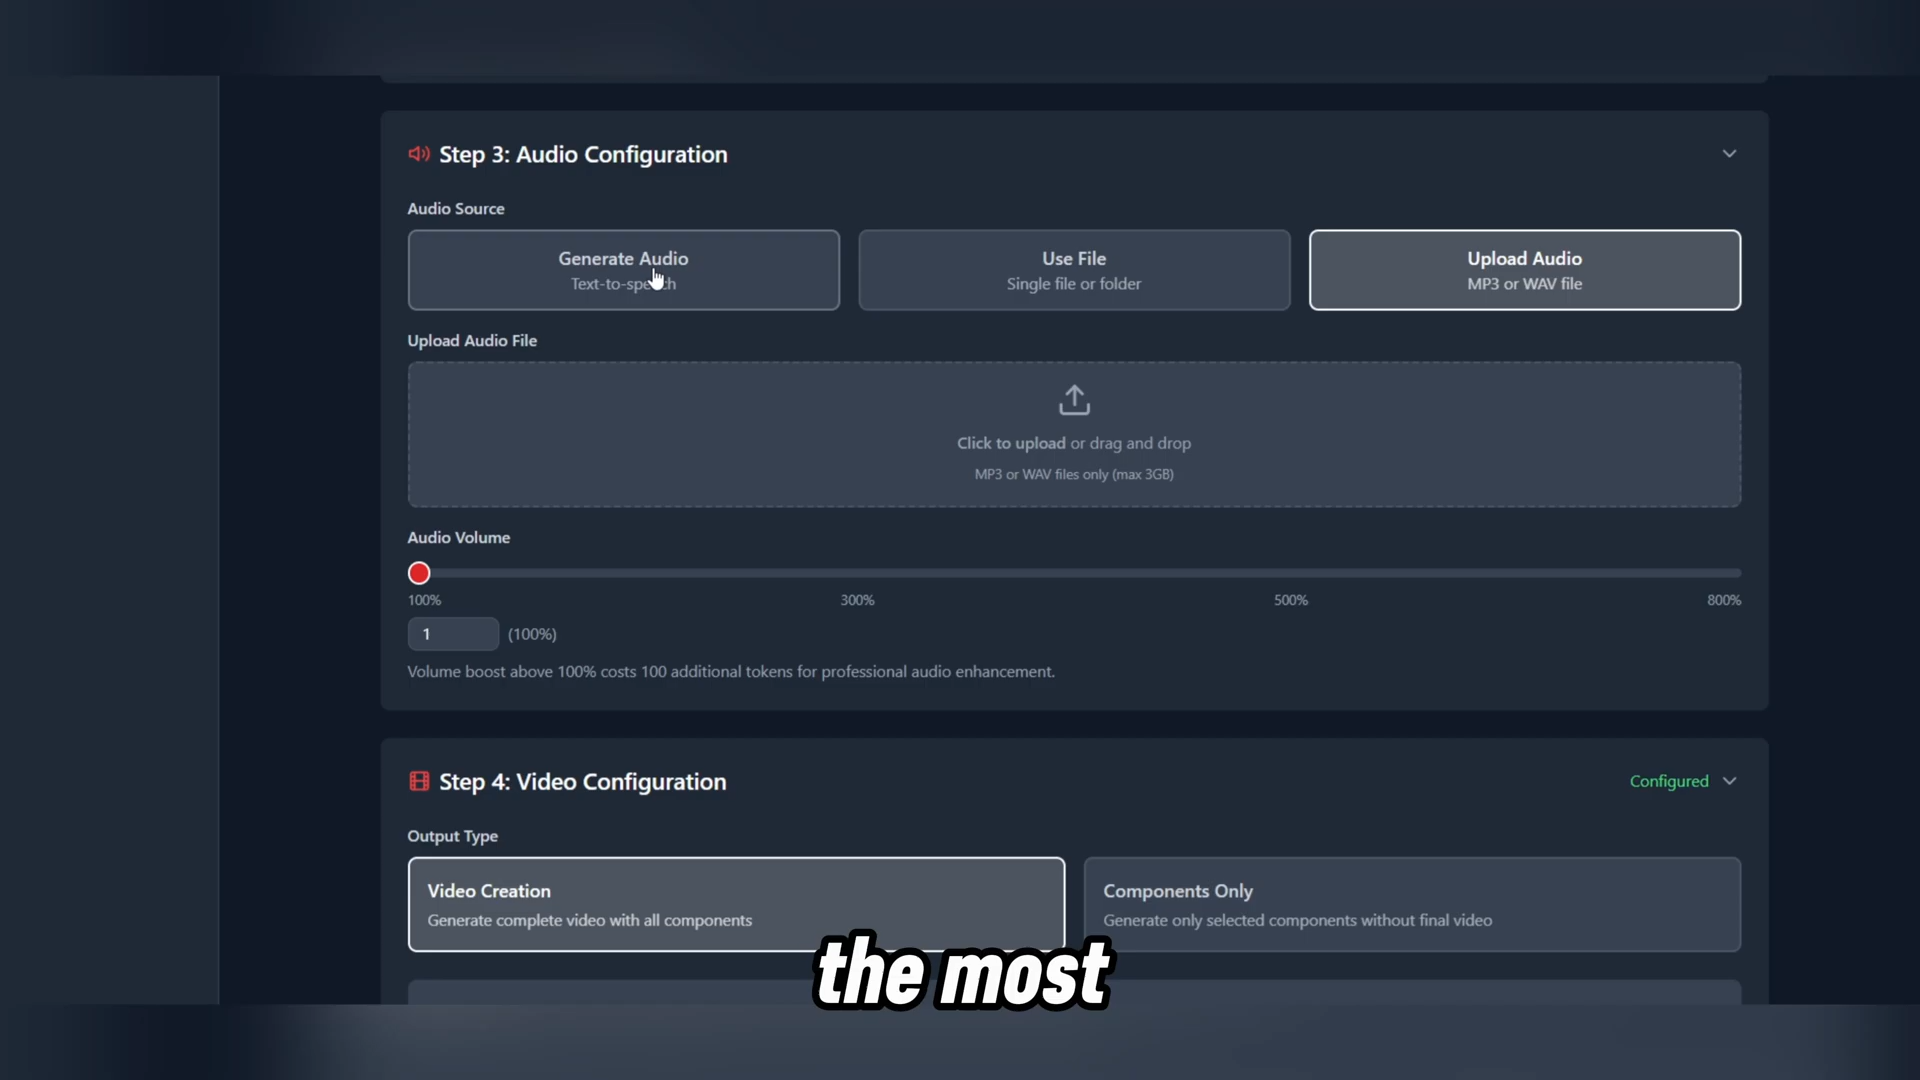 Step 3: Audio Configuration
Audio Source
Generate Audio
Text-to-speech
Use File
Single file or folder
Upload Audio
MP3 or WAV file
Upload Audio File
Click to upload or drag and drop
MP3 or WAV files only (max 3GB)
Audio Volume
100%
300%
500%
800%
1
(100%)
Volume boost above 100% costs 100 additional tokens for professional audio enhancement.
Step 4: Video Configuration
Configured
Output Type
Video Creation
Generate complete video with all components
Components Only
Generate only selected components without final video
the most